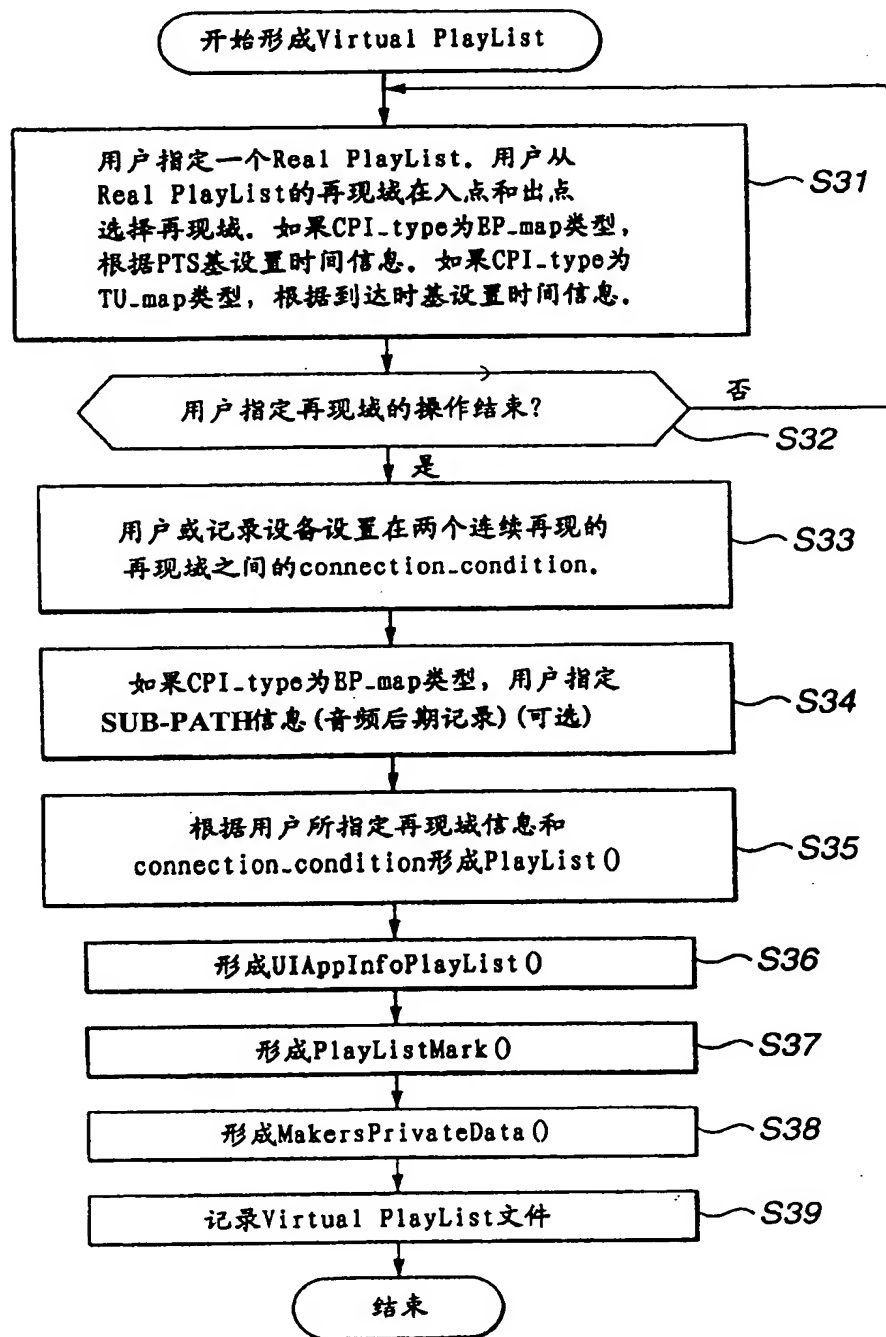 开始形成Virtual PlayList
用户指定一个Real PlayList. 用户从
Real PlayList的再现域在入点和出点
选择再现域. 如果CPI_type为EP_map类型,
根据PTS基设置时间信息. 如果CPI_type为
TU_map类型, 根据到达时基设置时间信息.
S31
用户指定再现域的操作结束?
否
S32
是
用户或记录设备设置在两个连续再现的
再现域之间的connection_condition.
S33
如果CPI_type为EP_map类型, 用户指定
SUB-PATH信息(音频后期记录)(可选)
S34
根据用户所指定再现域信息和
connection_condition形成PlayList()
S35
形成UIAppInfoPlayList()
S36
形成PlayListMark()
S37
形成MakersPrivateData()
S38
记录Virtual PlayList文件
S39
结束